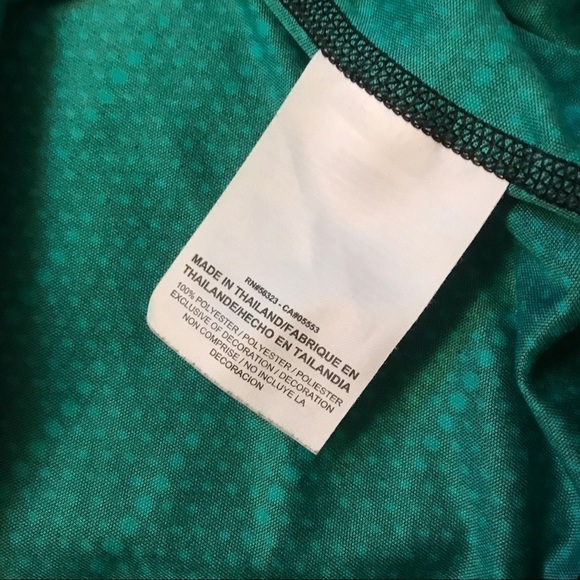 RN#56323 - CA#05553
MADE IN THAILAND/FABRIQUE EN
THAILANDE/HECHO EN TAILANDIA
100% POLYESTER / POLYESTER / POLIESTER
EXCLUSIVE OF DECORATION / DECORATION
NON COMPRISE / NO INCLUYE LA
DECORACION